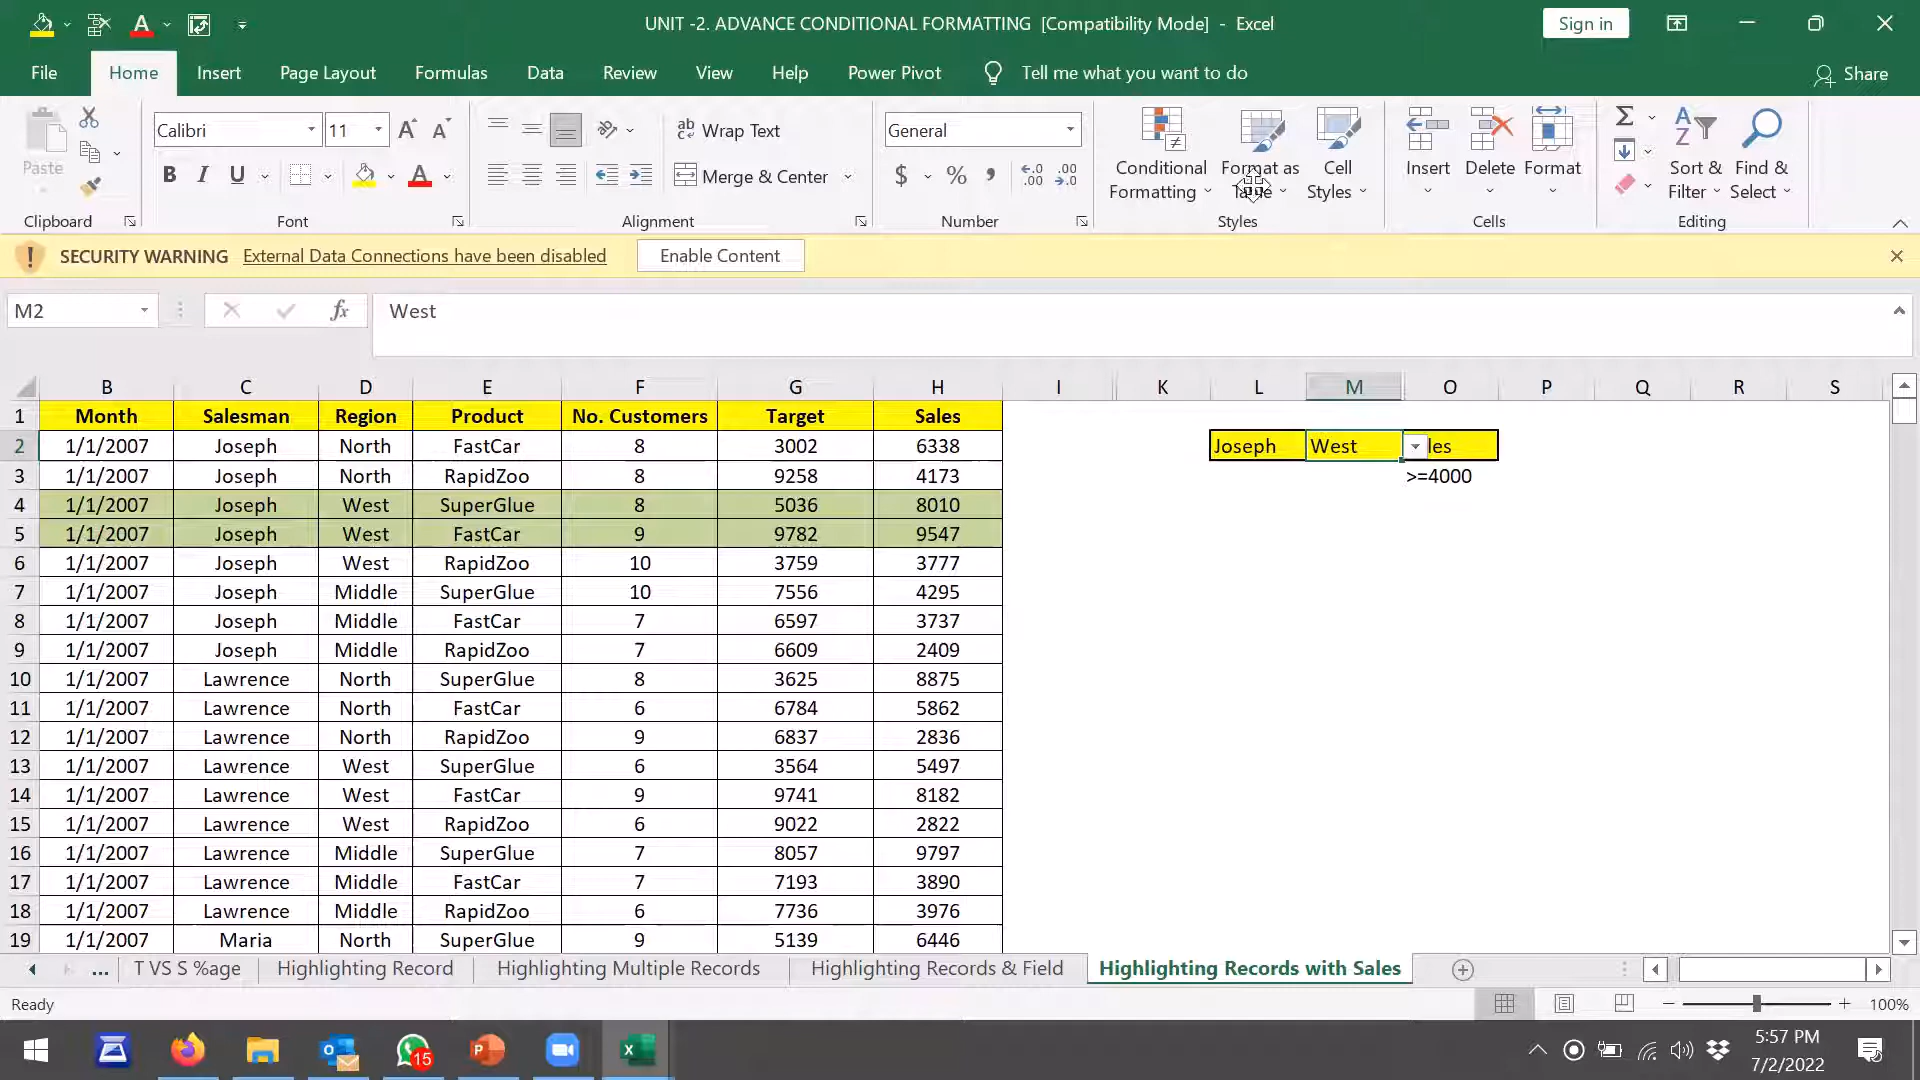 UNIT -2. ADVANCE CONDITIONAL FORMATTING [Compatibility Mode] - Excel
Sign in
File Home Insert Page Layout Formulas Data Review View Help Power Pivot Tell me what you want to do Share
Paste
Calibri 11
Wrap Text
General
Conditional Formatting
Format as Table
Cell Styles
Insert Delete Format
Sort & Filter
Find & Select
B I U
Merge & Center
$ % ,
Clipboard Font Alignment Number Styles Cells Editing
SECURITY WARNING External Data Connections have been disabled Enable Content
M2 fx West
B C D E F G H I K L M O P Q R S
1 Month Salesman Region Product No. Customers Target Sales
2 1/1/2007 Joseph North FastCar 8 3002 6338 Joseph West les
3 1/1/2007 Joseph North RapidZoo 8 9258 4173 >=4000
4 1/1/2007 Joseph West SuperGlue 8 5036 8010
5 1/1/2007 Joseph West FastCar 9 9782 9547
6 1/1/2007 Joseph West RapidZoo 10 3759 3777
7 1/1/2007 Joseph Middle SuperGlue 10 7556 4295
8 1/1/2007 Joseph Middle FastCar 7 6597 3737
9 1/1/2007 Joseph Middle RapidZoo 7 6609 2409
10 1/1/2007 Lawrence North SuperGlue 8 3625 8875
11 1/1/2007 Lawrence North FastCar 6 6784 5862
12 1/1/2007 Lawrence North RapidZoo 9 6837 2836
13 1/1/2007 Lawrence West SuperGlue 6 3564 5497
14 1/1/2007 Lawrence West FastCar 9 9741 8182
15 1/1/2007 Lawrence West RapidZoo 6 9022 2822
16 1/1/2007 Lawrence Middle SuperGlue 7 8057 9797
17 1/1/2007 Lawrence Middle FastCar 7 7193 3890
18 1/1/2007 Lawrence Middle RapidZoo 6 7736 3976
19 1/1/2007 Maria North SuperGlue 9 5139 6446
... T VS S %age Highlighting Record Highlighting Multiple Records Highlighting Records & Field Highlighting Records with Sales
Ready 100%
15
5:57 PM
7/2/2022